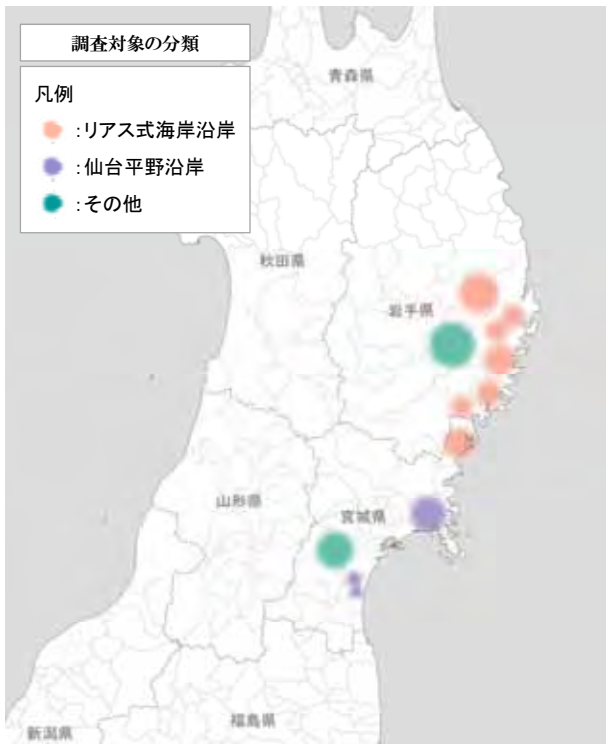 調査対象の分類
凡例
：リアス式海岸沿岸
：仙台平野沿岸
：その他
青森県
秋田県
岩手県
山形県
宮城県
新潟県
福島県